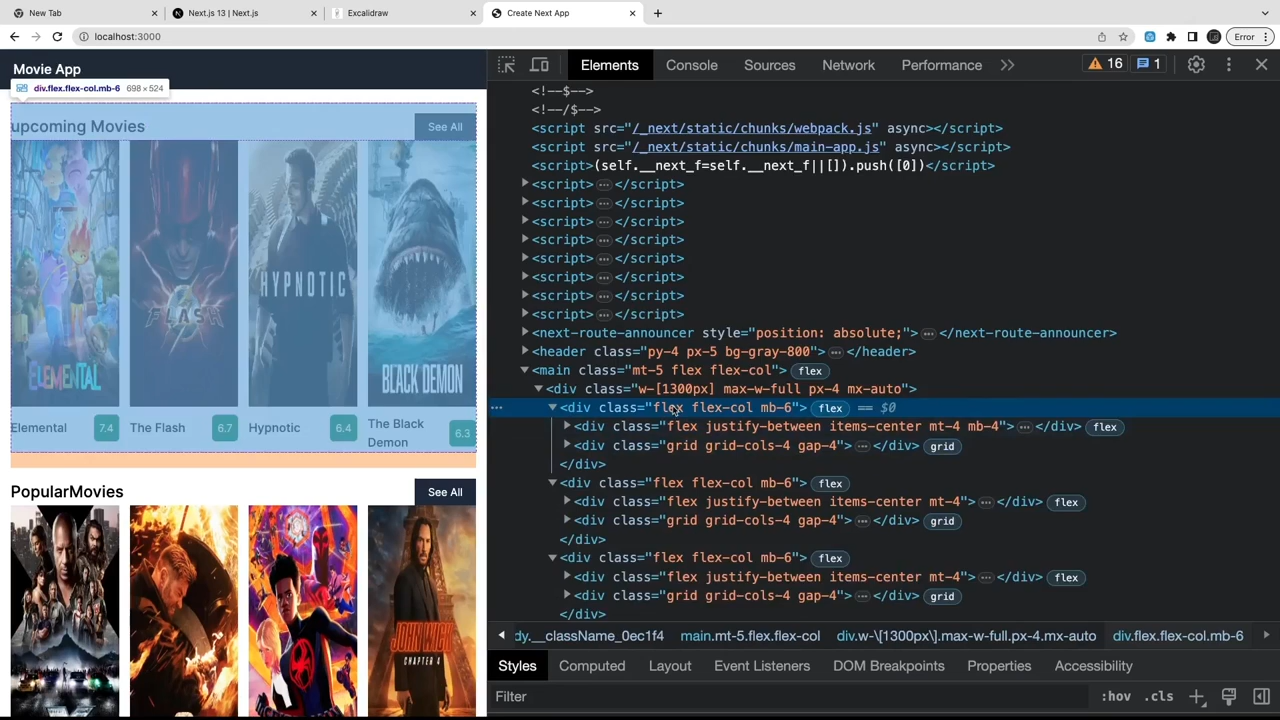 New Tab
Next.js 13 | Next.js
Excalidraw
Create Next App
localhost:3000
Error
Movie App
div.flex.flex-col.mb-6 698 × 524
upcoming Movies
See All
ELEMENTAL
FLASH
HYPNOTIC
BLACK DEMON
Elemental 7.4
The Flash 6.7
Hypnotic 6.4
The Black Demon 6.3
PopularMovies
See All
JOHN WICK
CHAPTER 4
Elements Console Sources Network Performance 16 1
<!--$-->
<!--/$-->
<script src="/_next/static/chunks/webpack.js" async></script>
<script src="/_next/static/chunks/main-app.js" async></script>
<script>(self.__next_f=self.__next_f||[]).push([0])</script>
<script>…</script>
<script>…</script>
<script>…</script>
<script>…</script>
<script>…</script>
<script>…</script>
<script>…</script>
<script>…</script>
<next-route-announcer style="position: absolute;">…</next-route-announcer>
<header class="py-4 px-5 bg-gray-800">…</header>
<main class="mt-5 flex flex-col"> flex
<div class="w-[1300px] max-w-full px-4 mx-auto">
<div class="flex flex-col mb-6"> flex == $0
<div class="flex justify-between items-center mt-4 mb-4">…</div> flex
<div class="grid grid-cols-4 gap-4">…</div> grid
</div>
<div class="flex flex-col mb-6"> flex
<div class="flex justify-between items-center mt-4">…</div> flex
<div class="grid grid-cols-4 gap-4">…</div> grid
</div>
<div class="flex flex-col mb-6"> flex
<div class="flex justify-between items-center mt-4">…</div> flex
<div class="grid grid-cols-4 gap-4">…</div> grid
</div>
dy.__className_0ec1f4 main.mt-5.flex.flex-col div.w-\[1300px\].max-w-full.px-4.mx-auto div.flex.flex-col.mb-6
Styles Computed Layout Event Listeners DOM Breakpoints Properties Accessibility
Filter :hov .cls